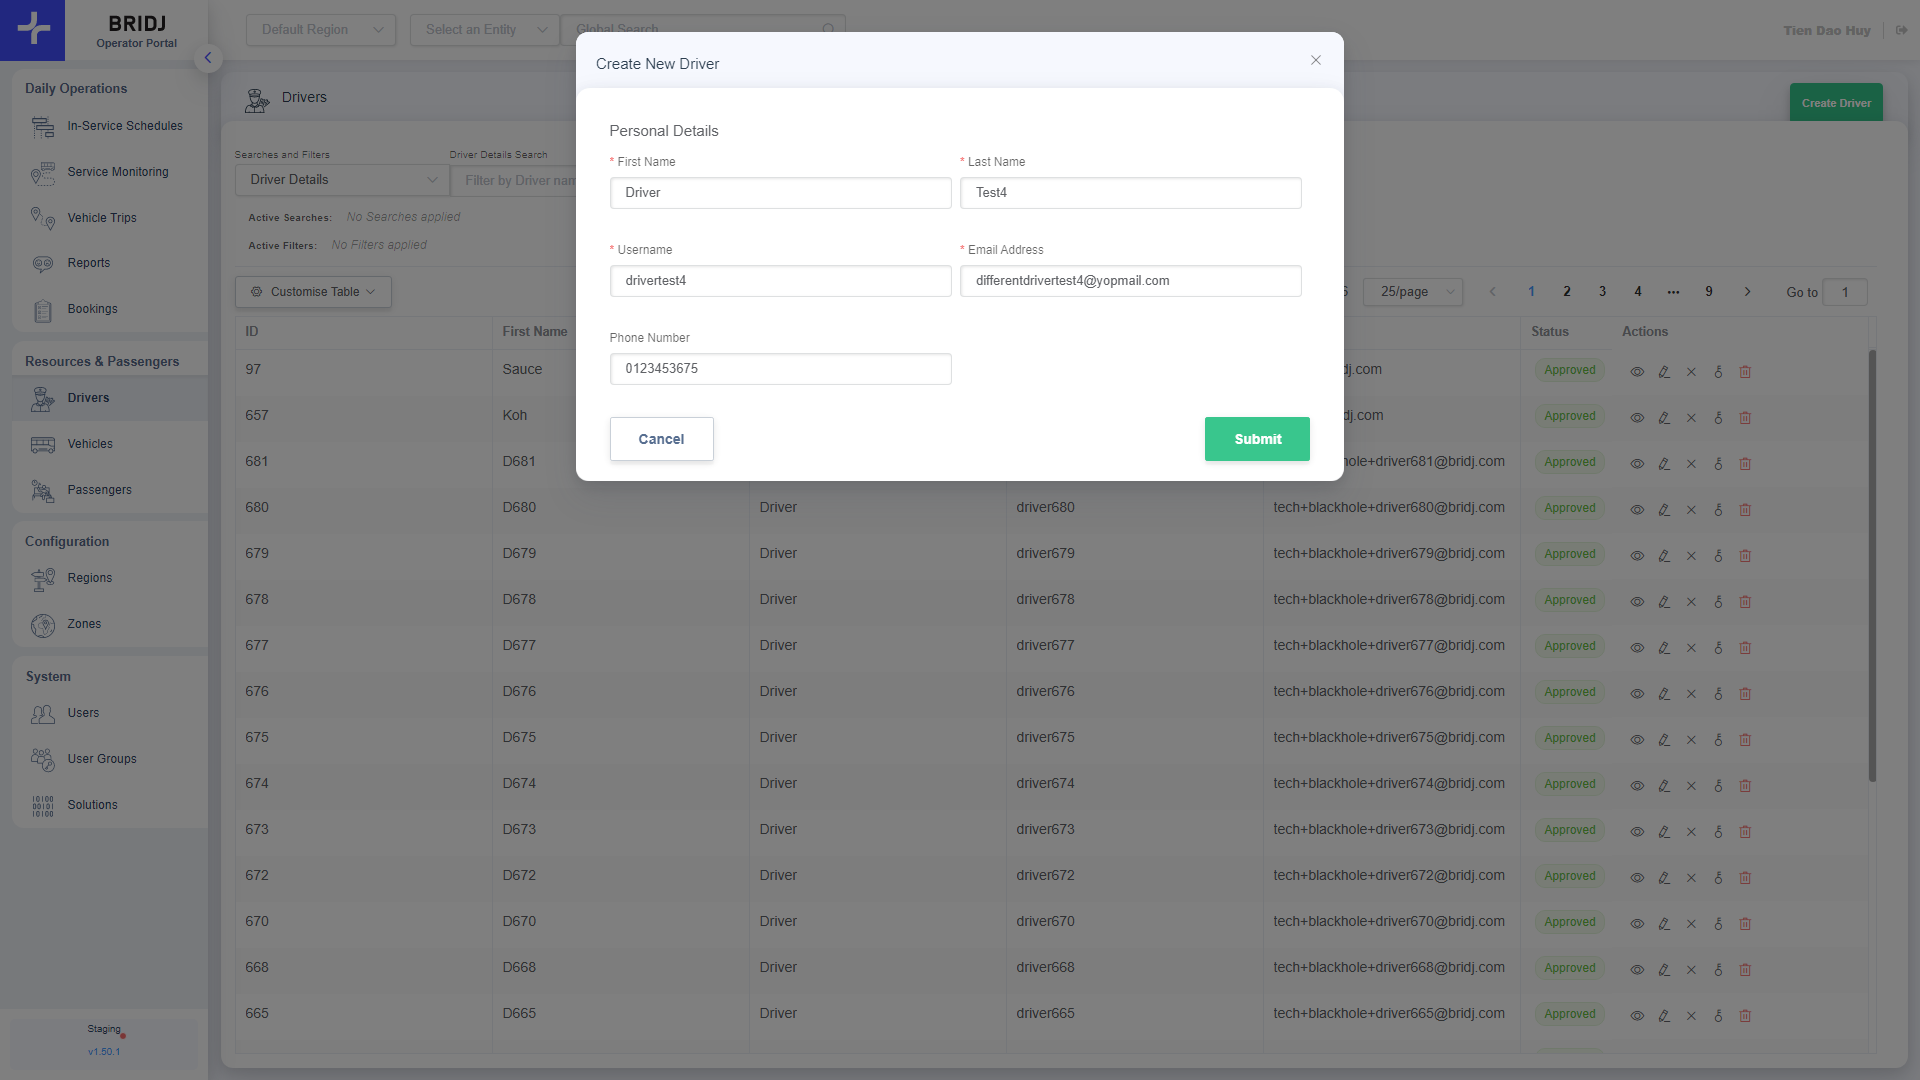 BRIDJ
Operator Portal
Default Region
Select an Entity
Global Search
Tien Dao Huy
Daily Operations
In-Service Schedules
Service Monitoring
Vehicle Trips
Reports
Bookings
Resources & Passengers
Drivers
Vehicles
Passengers
Configuration
Regions
Zones
System
Users
User Groups
Solutions
Staging
v1.50.1
Drivers
Create Driver
Searches and Filters
Driver Details Search
Driver Details
Filter by Driver nam
Active Searches: No Searches applied
Active Filters: No Filters applied
Customise Table
6 25/page 1 2 3 4 ••• 9 Go to 1
Create New Driver
Personal Details
* First Name * Last Name
Driver Test4
* Username * Email Address
drivertest4 differentdrivertest4@yopmail.com
Phone Number
0123453675
Cancel Submit
ID First Name Status Actions
97 Sauce dj.com Approved
657 Koh dj.com Approved
681 D681 hole+driver681@bridj.com Approved
680 D680 Driver driver680 tech+blackhole+driver680@bridj.com Approved
679 D679 Driver driver679 tech+blackhole+driver679@bridj.com Approved
678 D678 Driver driver678 tech+blackhole+driver678@bridj.com Approved
677 D677 Driver driver677 tech+blackhole+driver677@bridj.com Approved
676 D676 Driver driver676 tech+blackhole+driver676@bridj.com Approved
675 D675 Driver driver675 tech+blackhole+driver675@bridj.com Approved
674 D674 Driver driver674 tech+blackhole+driver674@bridj.com Approved
673 D673 Driver driver673 tech+blackhole+driver673@bridj.com Approved
672 D672 Driver driver672 tech+blackhole+driver672@bridj.com Approved
670 D670 Driver driver670 tech+blackhole+driver670@bridj.com Approved
668 D668 Driver driver668 tech+blackhole+driver668@bridj.com Approved
665 D665 Driver driver665 tech+blackhole+driver665@bridj.com Approved